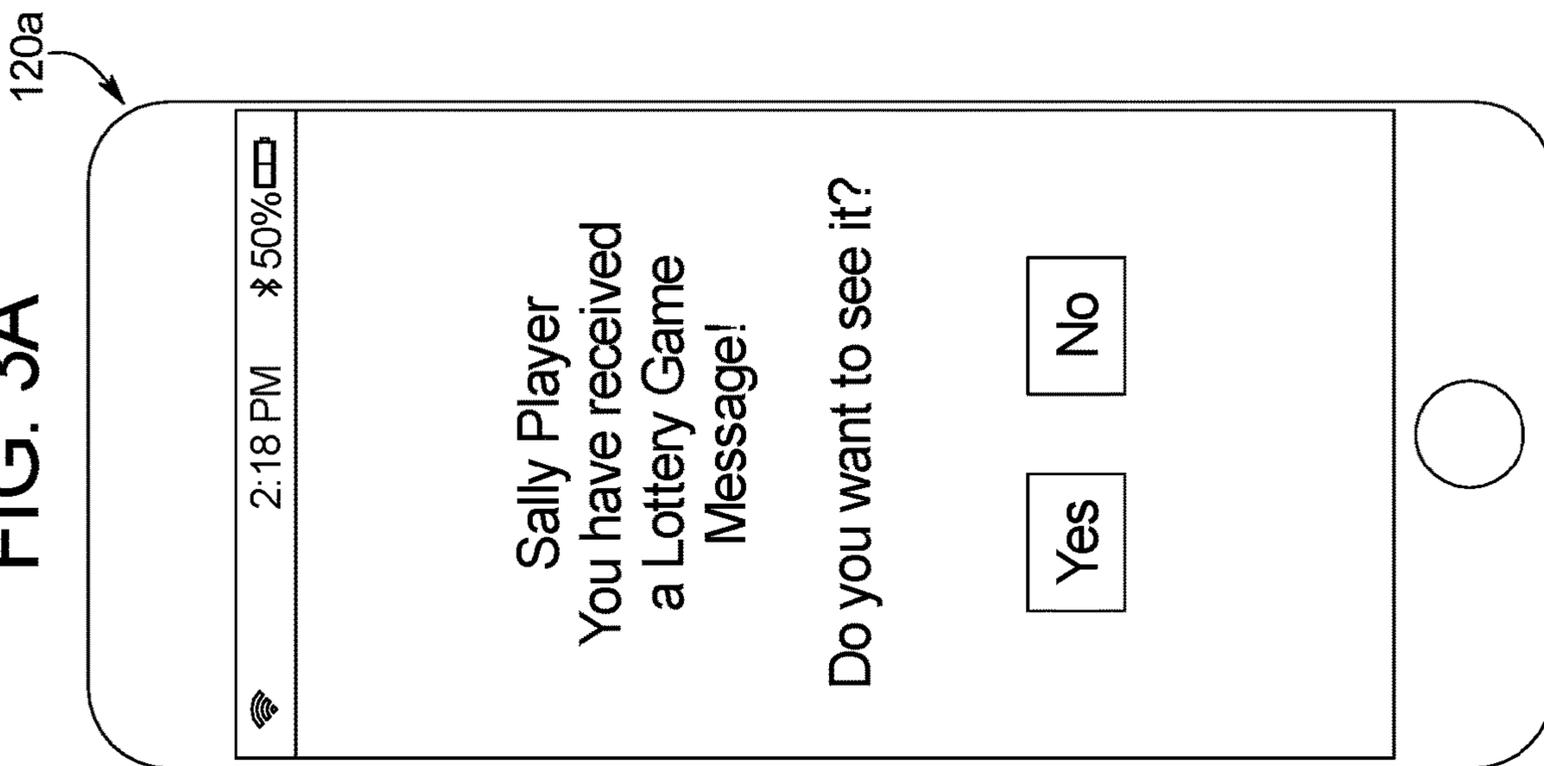 FIG. 3A
120a
2:18 PM 50%
Sally Player
You have received
a Lottery Game
Message!
Do you want to see it?
Yes No